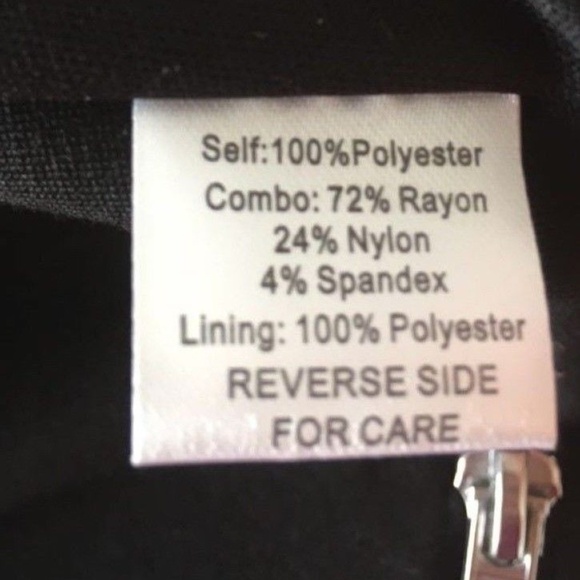 Self:100%Polyester
Combo: 72% Rayon
24% Nylon
4% Spandex
Lining: 100% Polyester
REVERSE SIDE
FOR CARE